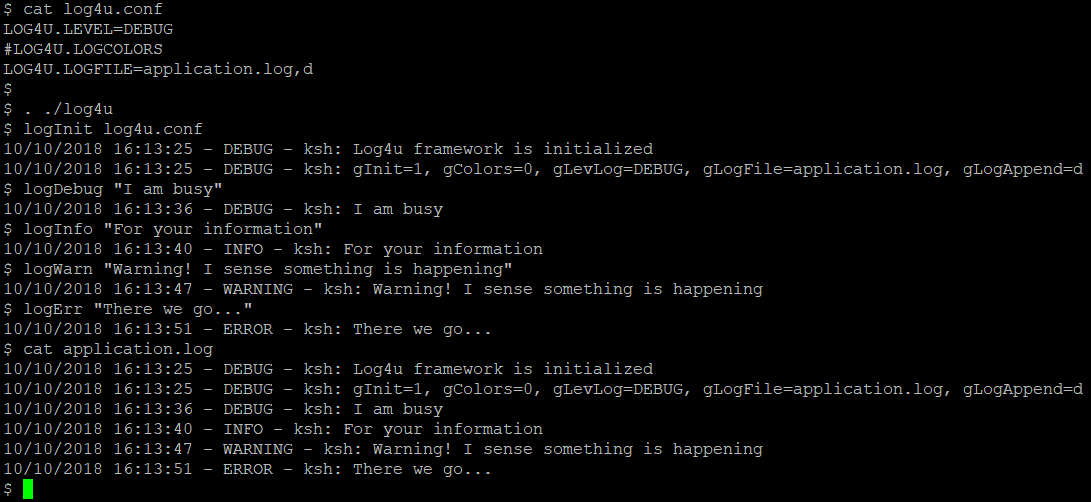 $ cat log4u.conf
LOG4U.LEVEL=DEBUG
#LOG4U.LOGCOLORS
LOG4U.LOGFILE=application.log,d
$
$ . ./log4u
$ logInit log4u.conf
10/10/2018 16:13:25 - DEBUG - ksh: Log4u framework is initialized
10/10/2018 16:13:25 - DEBUG - ksh: gInit=1, gColors=0, gLevLog=DEBUG, gLogFile=application.log, gLogAppend=d
$ logDebug "I am busy"
10/10/2018 16:13:36 - DEBUG - ksh: I am busy
$ logInfo "For your information"
10/10/2018 16:13:40 - INFO - ksh: For your information
$ logWarn "Warning! I sense something is happening"
10/10/2018 16:13:47 - WARNING - ksh: Warning! I sense something is happening
$ logErr "There we go..."
10/10/2018 16:13:51 - ERROR - ksh: There we go...
$ cat application.log
10/10/2018 16:13:25 - DEBUG - ksh: Log4u framework is initialized
10/10/2018 16:13:25 - DEBUG - ksh: gInit=1, gColors=0, gLevLog=DEBUG, gLogFile=application.log, gLogAppend=d
10/10/2018 16:13:36 - DEBUG - ksh: I am busy
10/10/2018 16:13:40 - INFO - ksh: For your information
10/10/2018 16:13:47 - WARNING - ksh: Warning! I sense something is happening
10/10/2018 16:13:51 - ERROR - ksh: There we go...
$